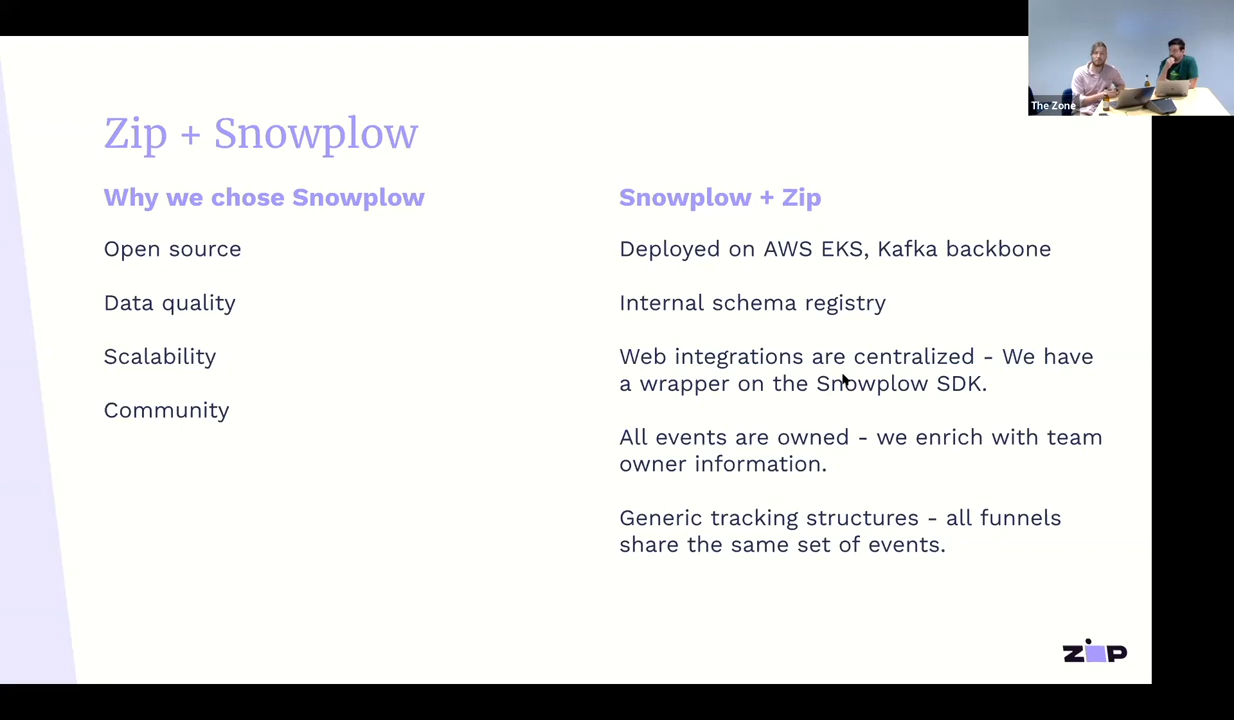 The Zone
Zip + Snowplow
Why we chose Snowplow
Open source
Data quality
Scalability
Community
Snowplow + Zip
Deployed on AWS EKS, Kafka backbone
Internal schema registry
Web integrations are centralized - We have
a wrapper on the Snowplow SDK.
All events are owned - we enrich with team
owner information.
Generic tracking structures - all funnels
share the same set of events.
ZIP